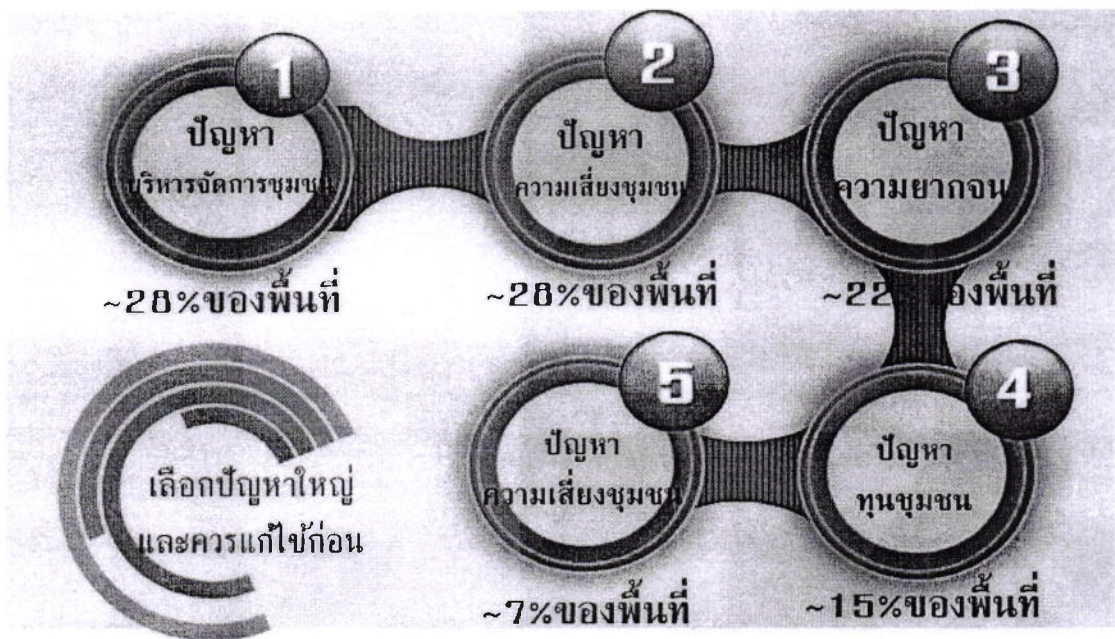 1
ปัญหา
บริหารจัดการชุมชน
~28%ของพื้นที่
2
ปัญหา
ความเสี่ยงชุมชน
~28%ของพื้นที่
3
ปัญหา
ความยากจน
~22 ของพื้นที่
4
ปัญหา
ทุนชุมชน
~15%ของพื้นที่
5
ปัญหา
ความเสี่ยงชุมชน
~7%ของพื้นที่
เลือกปัญหาใหญ่
และควรแก้ไข้ก่อน